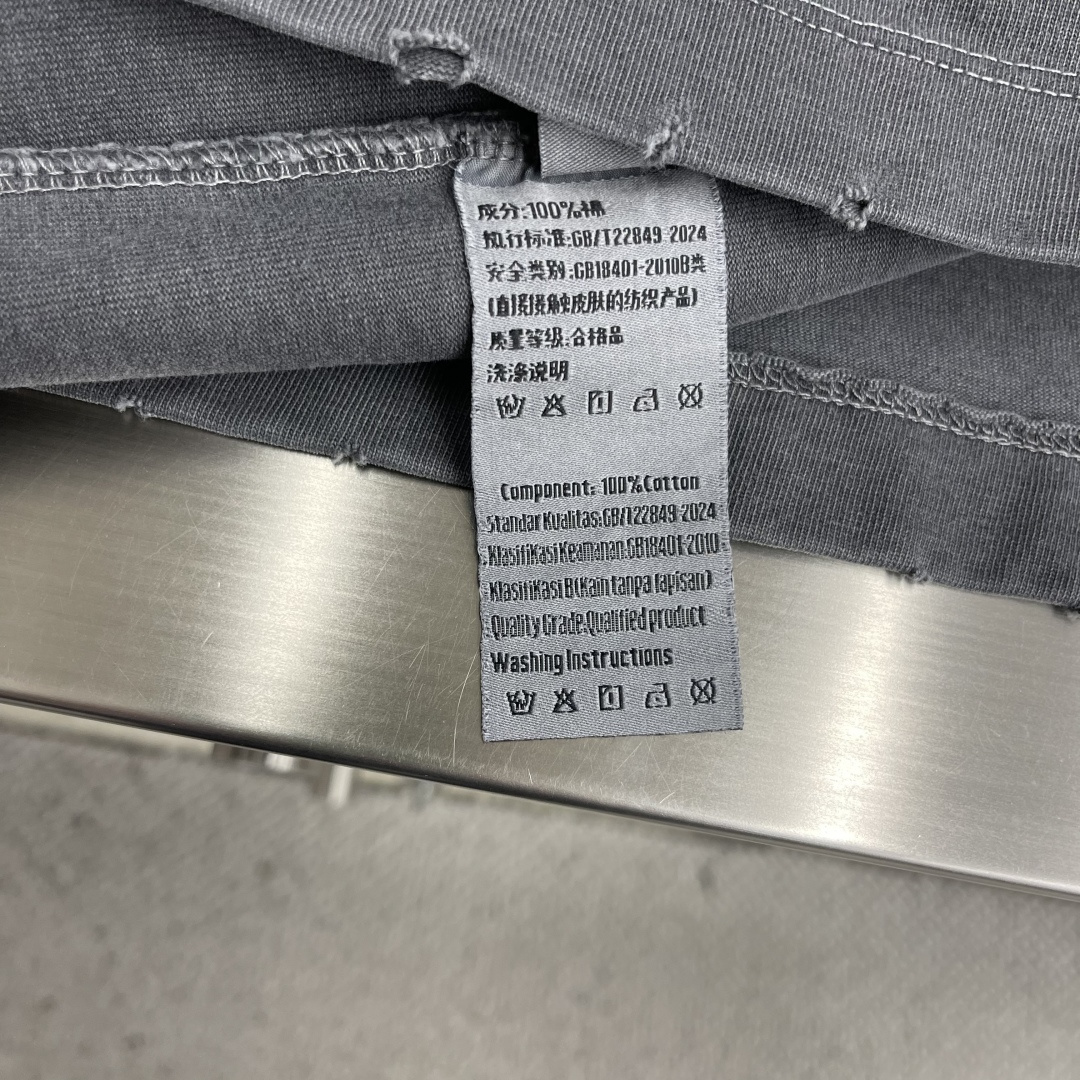 成分:100%棉
执行标准:GB/T22849-2024
安全类别:GB18401-2010B类
(直接接触皮肤的纺织产品)
质量等级:合格品
洗涤说明
Component: 100%Cotton
Standar Kualitas:GB/T22849-2024
KlasifiKasi Keamanan:GB18401-2010
KlasifiKasi B(Kain tanpa lapisan)
Quality Grade:Qualified product
Washing Instructions